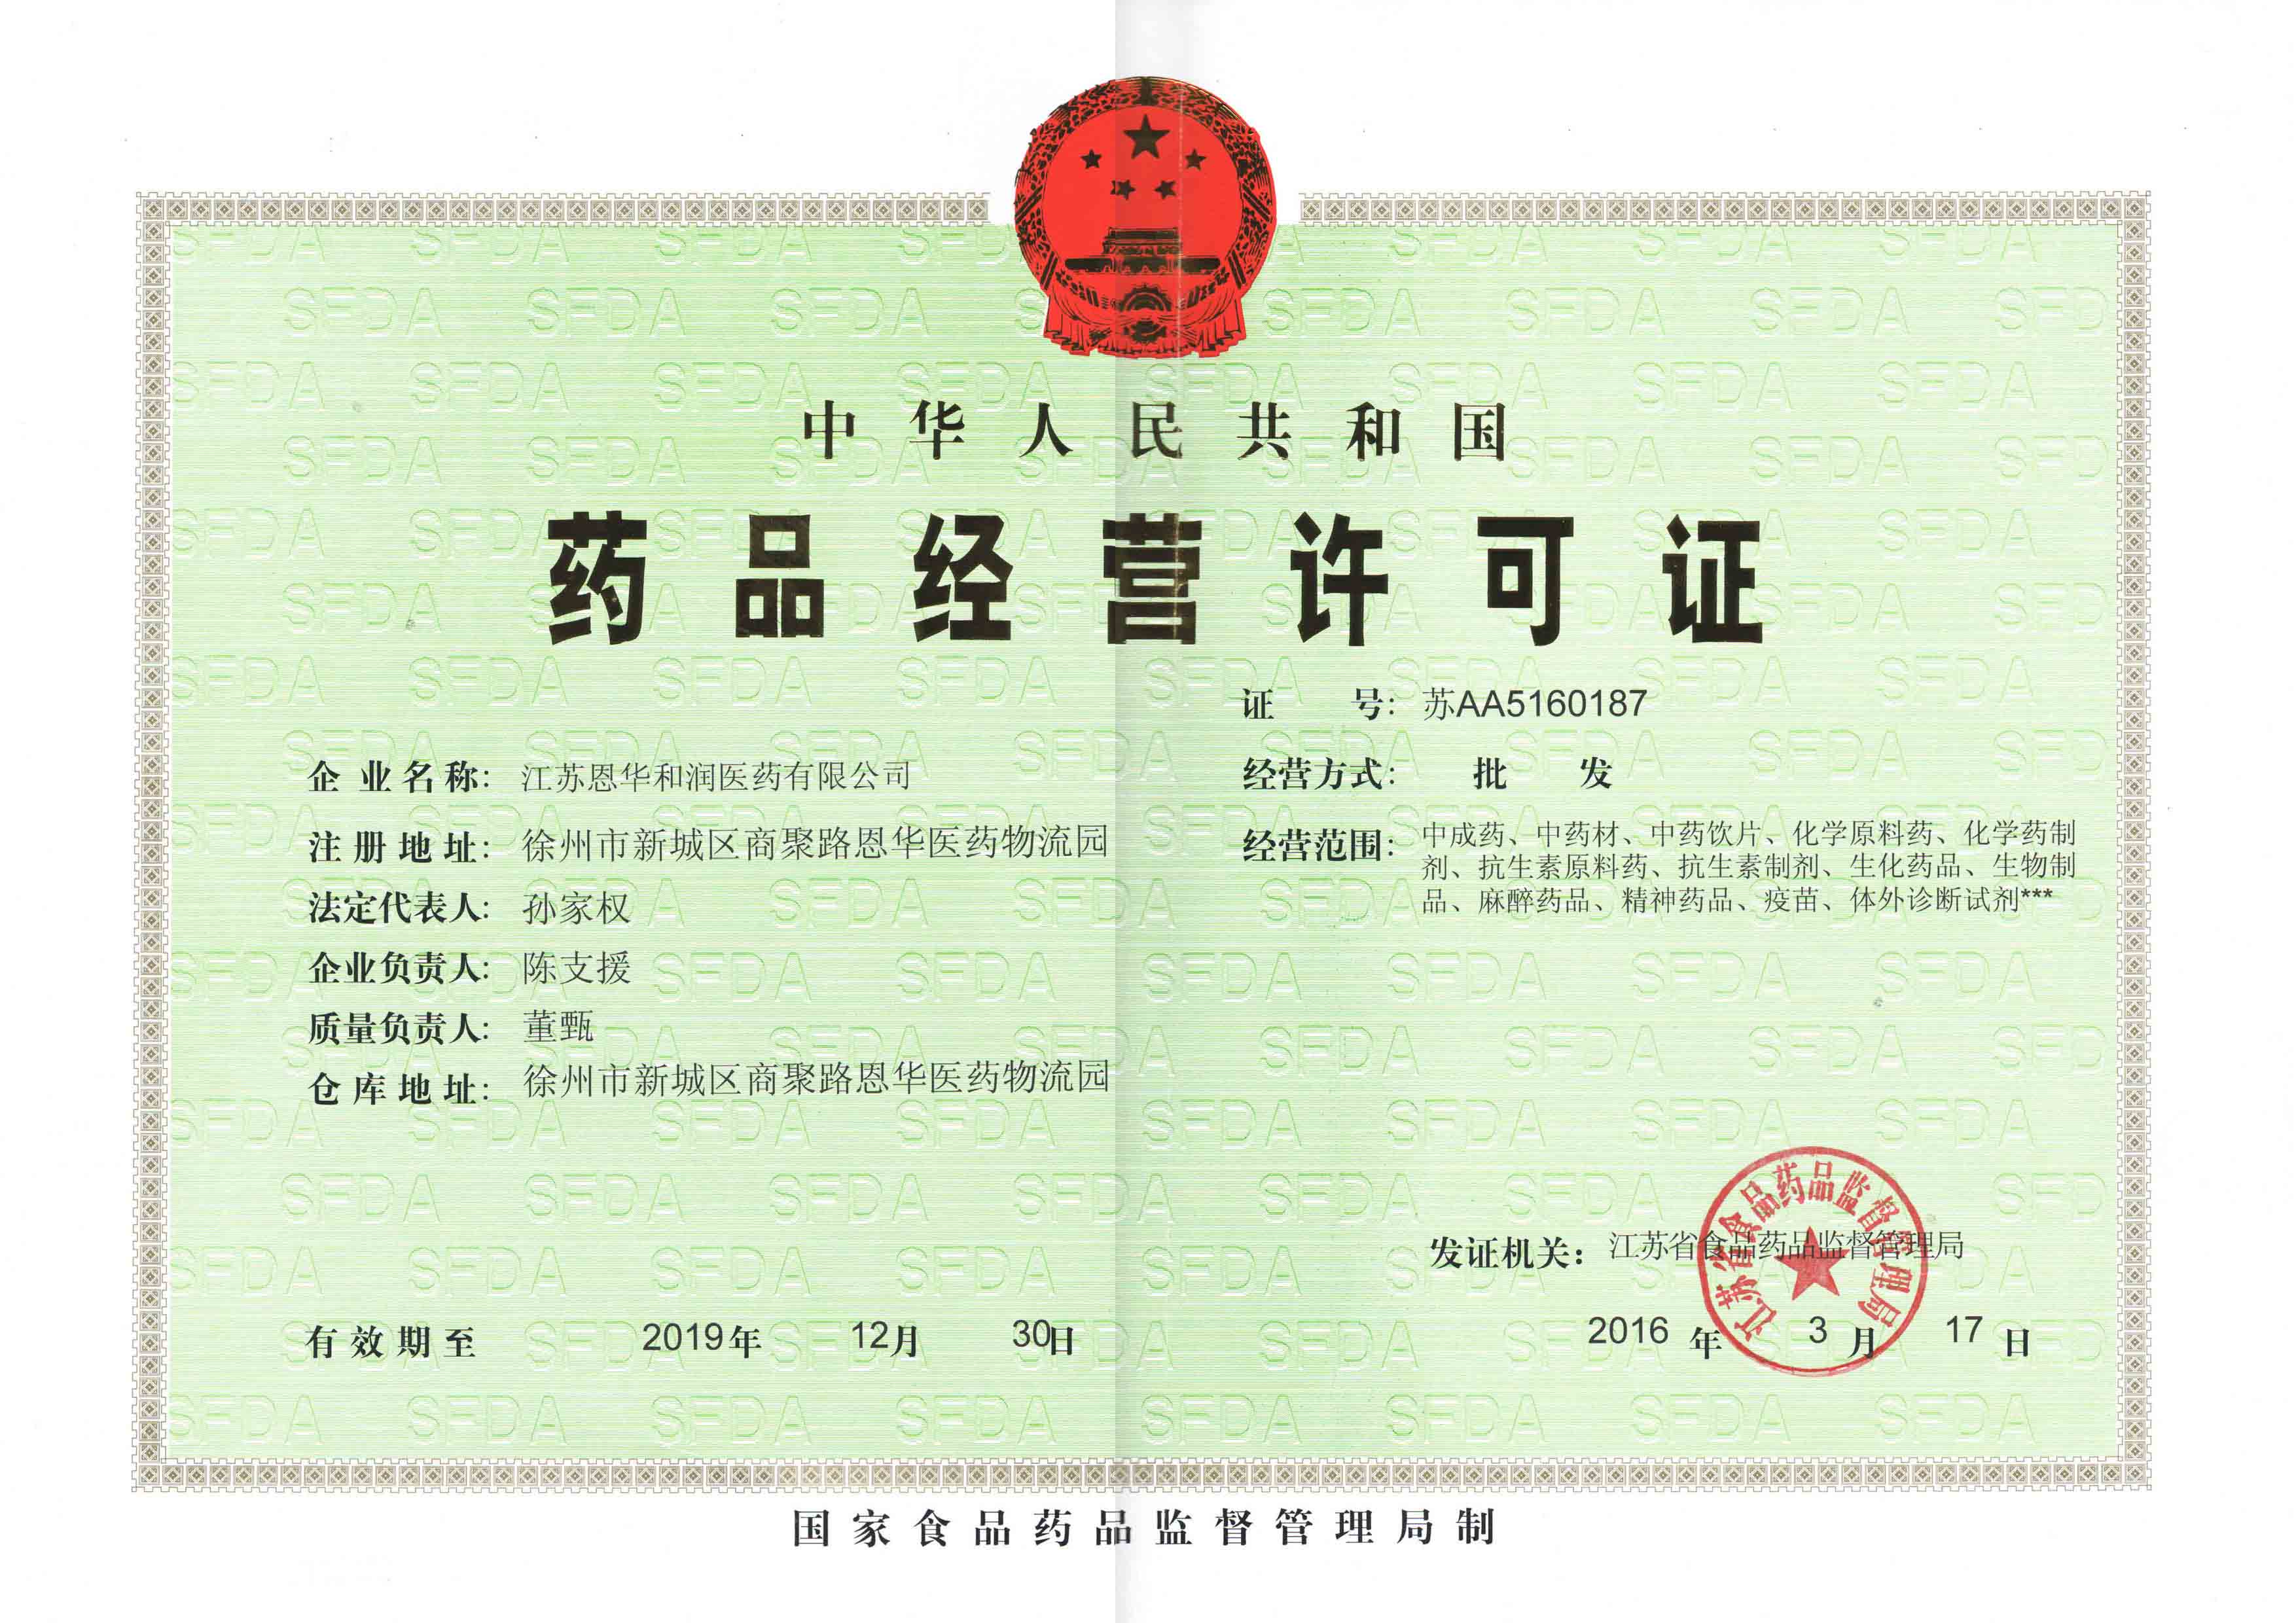 中华人民共和国
药品经营许可证
证 号：苏AA5160187
企业名称：江苏恩华和润医药有限公司
经营方式：批 发
注册地址：徐州市新城区商聚路恩华医药物流园
经营范围：中成药、中药材、中药饮片、化学原料药、化学药制
剂、抗生素原料药、抗生素制剂、生化药品、生物制
品、麻醉药品、精神药品、疫苗、体外诊断试剂***
法定代表人：孙家权
企业负责人：陈支援
质量负责人：董甄
仓库地址：徐州市新城区商聚路恩华医药物流园
发证机关：江苏省食品药品监督管理局
江苏省食品药品监督管理局
有效期至 2019年 12月 30日
2016 年 3 月 17 日
国家食品药品监督管理局制
SFDA